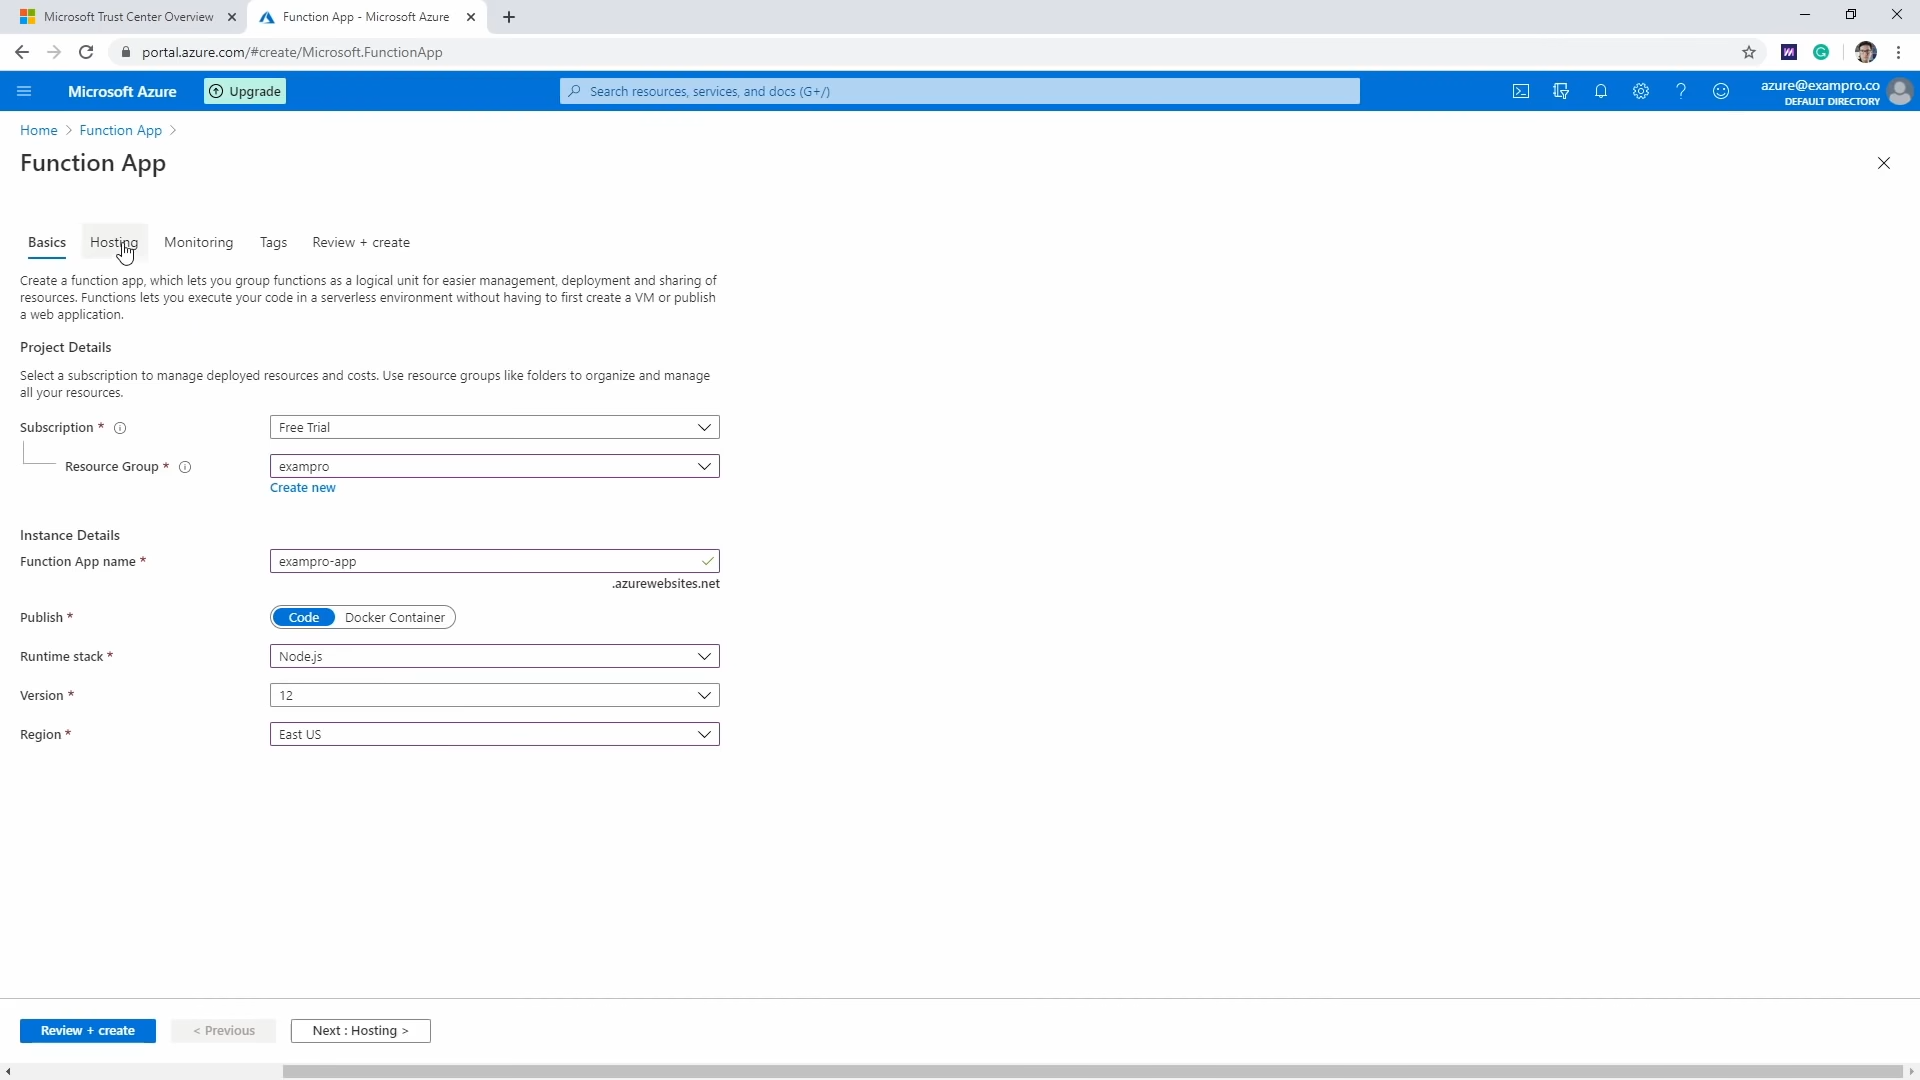 Microsoft Trust Center Overview
Function App - Microsoft Azure
portal.azure.com/#create/Microsoft.FunctionApp
Microsoft Azure
Upgrade
Search resources, services, and docs (G+/)
azure@exampro.co
DEFAULT DIRECTORY
Home > Function App >
Function App
Basics
Hosting
Monitoring
Tags
Review + create
Create a function app, which lets you group functions as a logical unit for easier management, deployment and sharing of
resources. Functions lets you execute your code in a serverless environment without having to first create a VM or publish
a web application.
Project Details
Select a subscription to manage deployed resources and costs. Use resource groups like folders to organize and manage
all your resources.
Subscription *
Free Trial
Resource Group *
exampro
Create new
Instance Details
Function App name *
exampro-app
.azurewebsites.net
Publish *
Code
Docker Container
Runtime stack *
Node.js
Version *
12
Region *
East US
Review + create
< Previous
Next : Hosting >